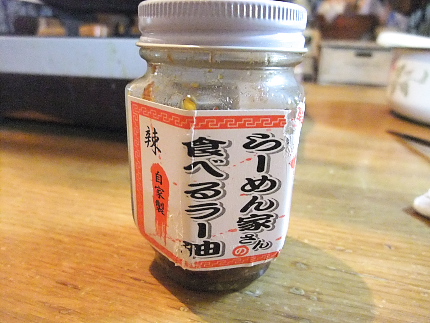 らーめん家さんの
食べるラー油
辣
自家製